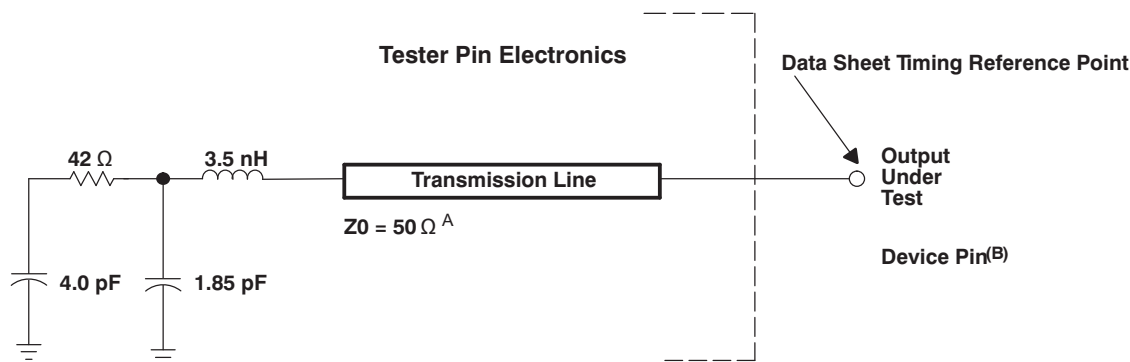 Tester Pin Electronics
Data Sheet Timing Reference Point
42 Ω
3.5 nH
Transmission Line
Output
Under
Test
Z0 = 50 Ω A
Device Pin(B)
4.0 pF
1.85 pF